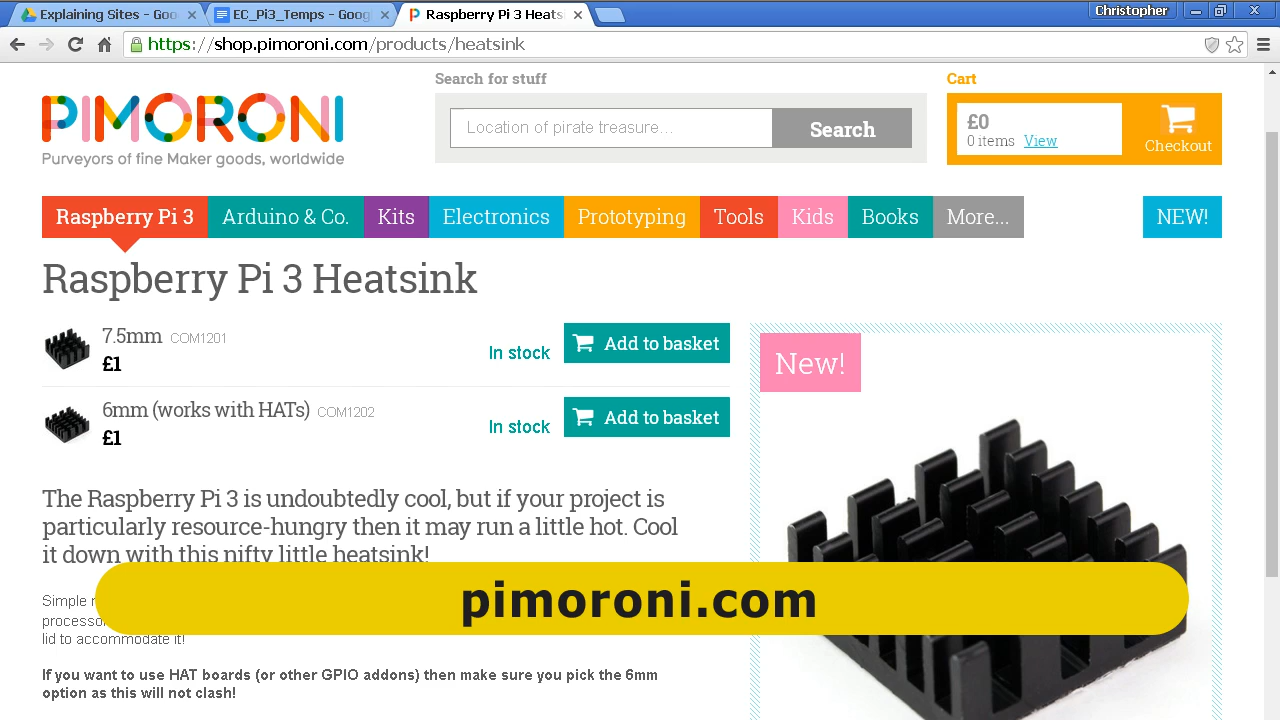 Explaining Sites - Goo
EC_Pi3_Temps - Goog
Raspberry Pi 3 Heats
Christopher
https://shop.pimoroni.com/products/heatsink
PIMORONI
Purveyors of fine Maker goods, worldwide
Search for stuff
Location of pirate treasure...
Search
Cart
£0
0 items View
Checkout
Raspberry Pi 3
Arduino & Co.
Kits
Electronics
Prototyping
Tools
Kids
Books
More...
NEW!
Raspberry Pi 3 Heatsink
7.5mm COM1201
£1
In stock
Add to basket
6mm (works with HATs) COM1202
£1
In stock
Add to basket
New!
The Raspberry Pi 3 is undoubtedly cool, but if your project is
particularly resource-hungry then it may run a little hot. Cool
it down with this nifty little heatsink!
Simple
processo
lid to accommodate it!
pimoroni.com
If you want to use HAT boards (or other GPIO addons) then make sure you pick the 6mm
option as this will not clash!